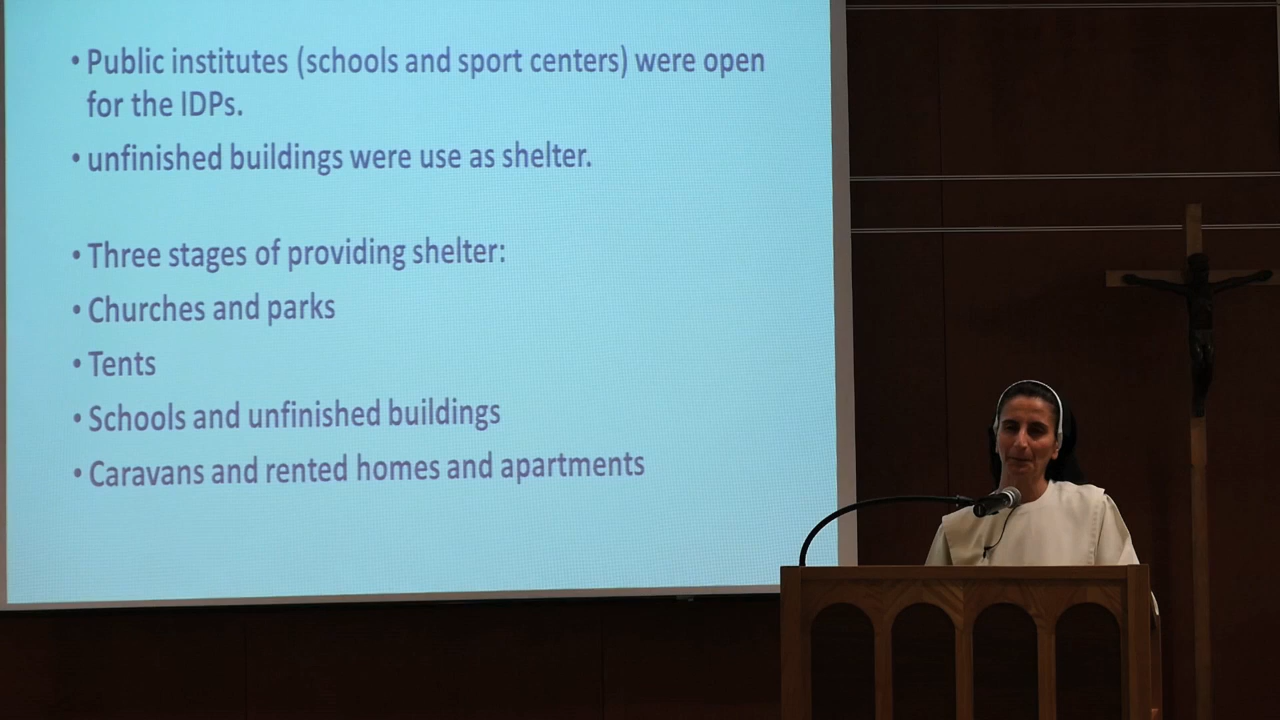 • Public institutes (schools and sport centers) were open
for the IDPs.
• unfinished buildings were use as shelter.
• Three stages of providing shelter:
• Churches and parks
• Tents
• Schools and unfinished buildings
• Caravans and rented homes and apartments